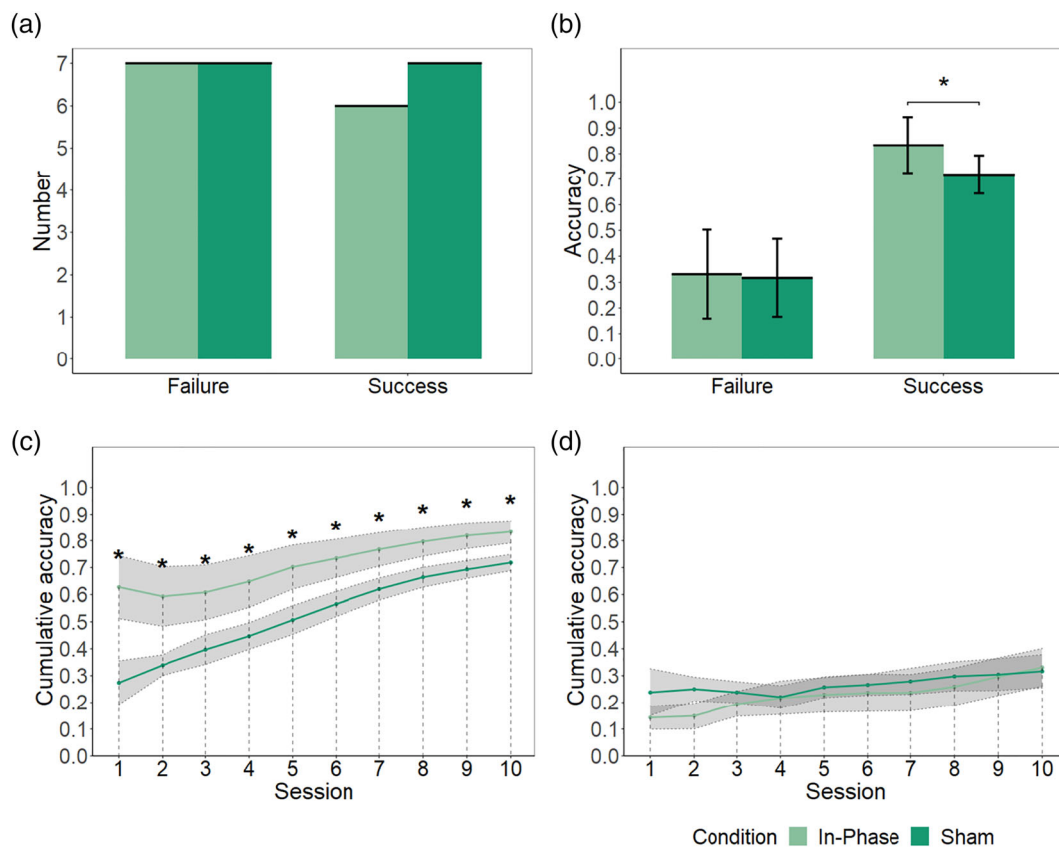 (a)
Number
7
6
5
4
3
2
1
0
Failure Success
(b)
Accuracy
*
1.0
0.9
0.8
0.7
0.6
0.5
0.4
0.3
0.2
0.1
0.0
Failure Success
(c)
Cumulative accuracy
1.0
0.9
0.8
0.7
0.6
0.5
0.4
0.3
0.2
0.1
0.0
* * * * * * * * * *
1 2 3 4 5 6 7 8 9 10
Session
(d)
Cumulative accuracy
1.0
0.9
0.8
0.7
0.6
0.5
0.4
0.3
0.2
0.1
0.0
1 2 3 4 5 6 7 8 9 10
Session
Condition In-Phase Sham